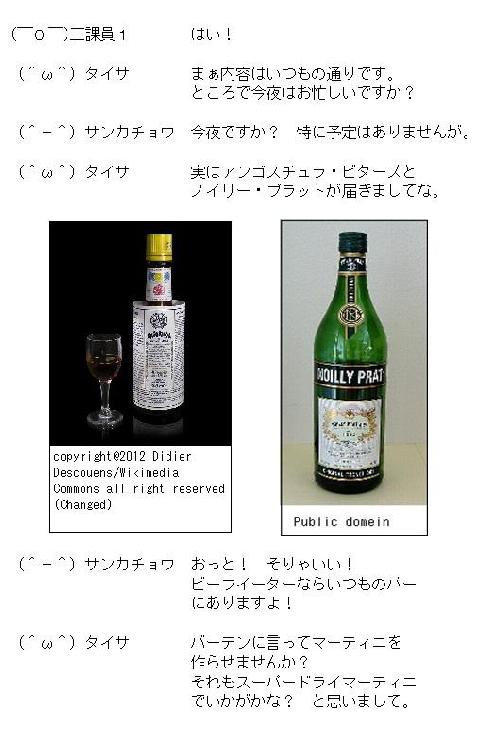 (￣○￣)二課員1　はい！
(＾ω＾) タイサ　まぁ内容はいつもの通りです。
ところで今夜はお忙しいですか？
(＾－＾) サンカチョウ　今夜ですか？　特に予定はありませんが。
(＾ω＾) タイサ　実はアンゴスチュラ・ビターズと
ノイリー・プラットが届きましてな。
NOILLY PRAT
copyright@2012 Didier
Descouens/Wikimedia
Commons all right reserved
(Changed)
Public domein
(＾－＾) サンカチョウ　おっと！　そりゃいい！
ビーフイーターならいつものバー
にありますよ！
(＾ω＾) タイサ　バーテンに言ってマーティニを
作らせませんか？
それもスーパードライマーティニ
でいかがかな？　と思いまして。